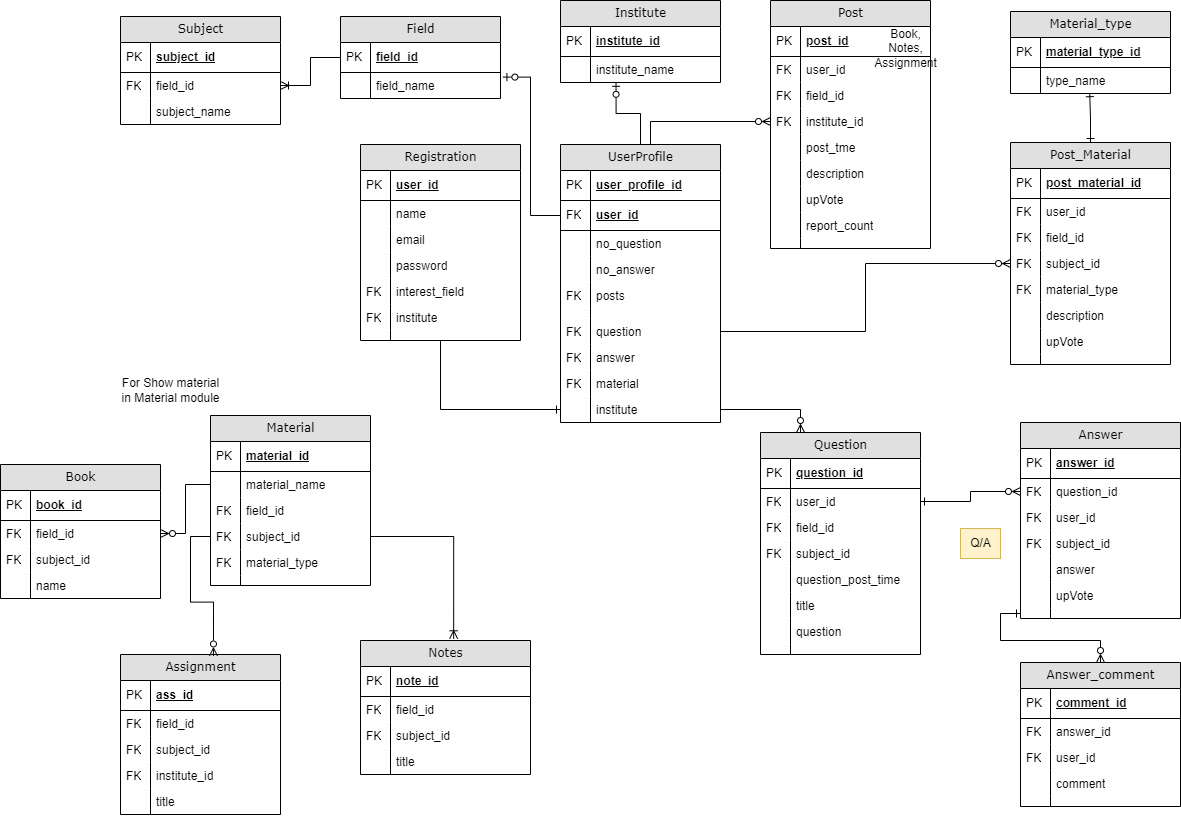 Subject
PK subject_id
FK field_id
subject_name
Field
PK field_id
field_name
Institute
PK institute_id
institute_name
Post
PK post_id
Book,
Notes,
Assignment
FK user_id
FK field_id
FK institute_id
post_tme
description
upVote
report_count
Material_type
PK material_type_id
type_name
Registration
PK user_id
name
email
password
FK interest_field
FK institute
UserProfile
PK user_profile_id
FK user_id
no_question
no_answer
FK posts
FK question
FK answer
FK material
institute
Post_Material
PK post_material_id
FK user_id
FK field_id
FK subject_id
FK material_type
description
upVote
For Show material
in Material module
Material
PK material_id
material_name
FK field_id
FK subject_id
FK material_type
Book
PK book_id
FK field_id
FK subject_id
name
Question
PK question_id
FK user_id
FK field_id
FK subject_id
question_post_time
title
question
Q/A
Answer
PK answer_id
FK question_id
FK user_id
FK subject_id
answer
upVote
Assignment
PK ass_id
FK field_id
FK subject_id
FK institute_id
title
Notes
PK note_id
FK field_id
FK subject_id
title
Answer_comment
PK comment_id
FK answer_id
FK user_id
comment